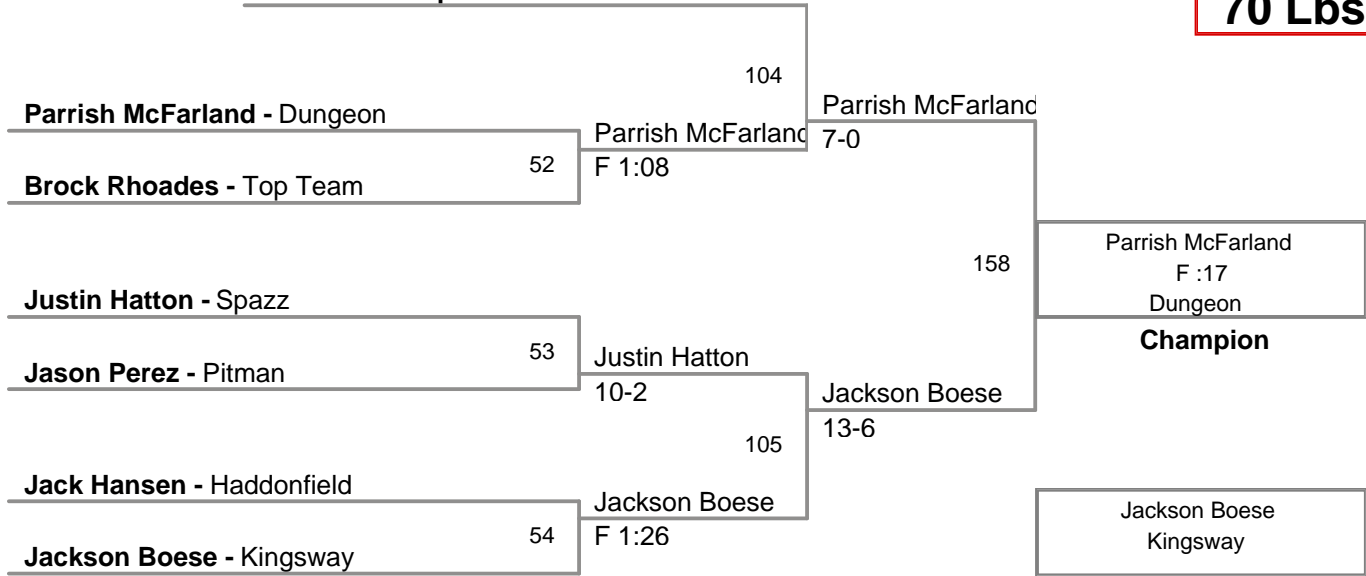 70 Lbs
104
Parrish McFarland - Dungeon
Parrish McFarland
Parrish McFarland
7-0
52
F 1:08
Brock Rhoades - Top Team
158
Parrish McFarland
F :17
Dungeon
Champion
Justin Hatton - Spazz
53
Justin Hatton
Jason Perez - Pitman
10-2
Jackson Boese
13-6
105
Jack Hansen - Haddonfield
Jackson Boese
54
F 1:26
Jackson Boese - Kingsway
Jackson Boese
Kingsway